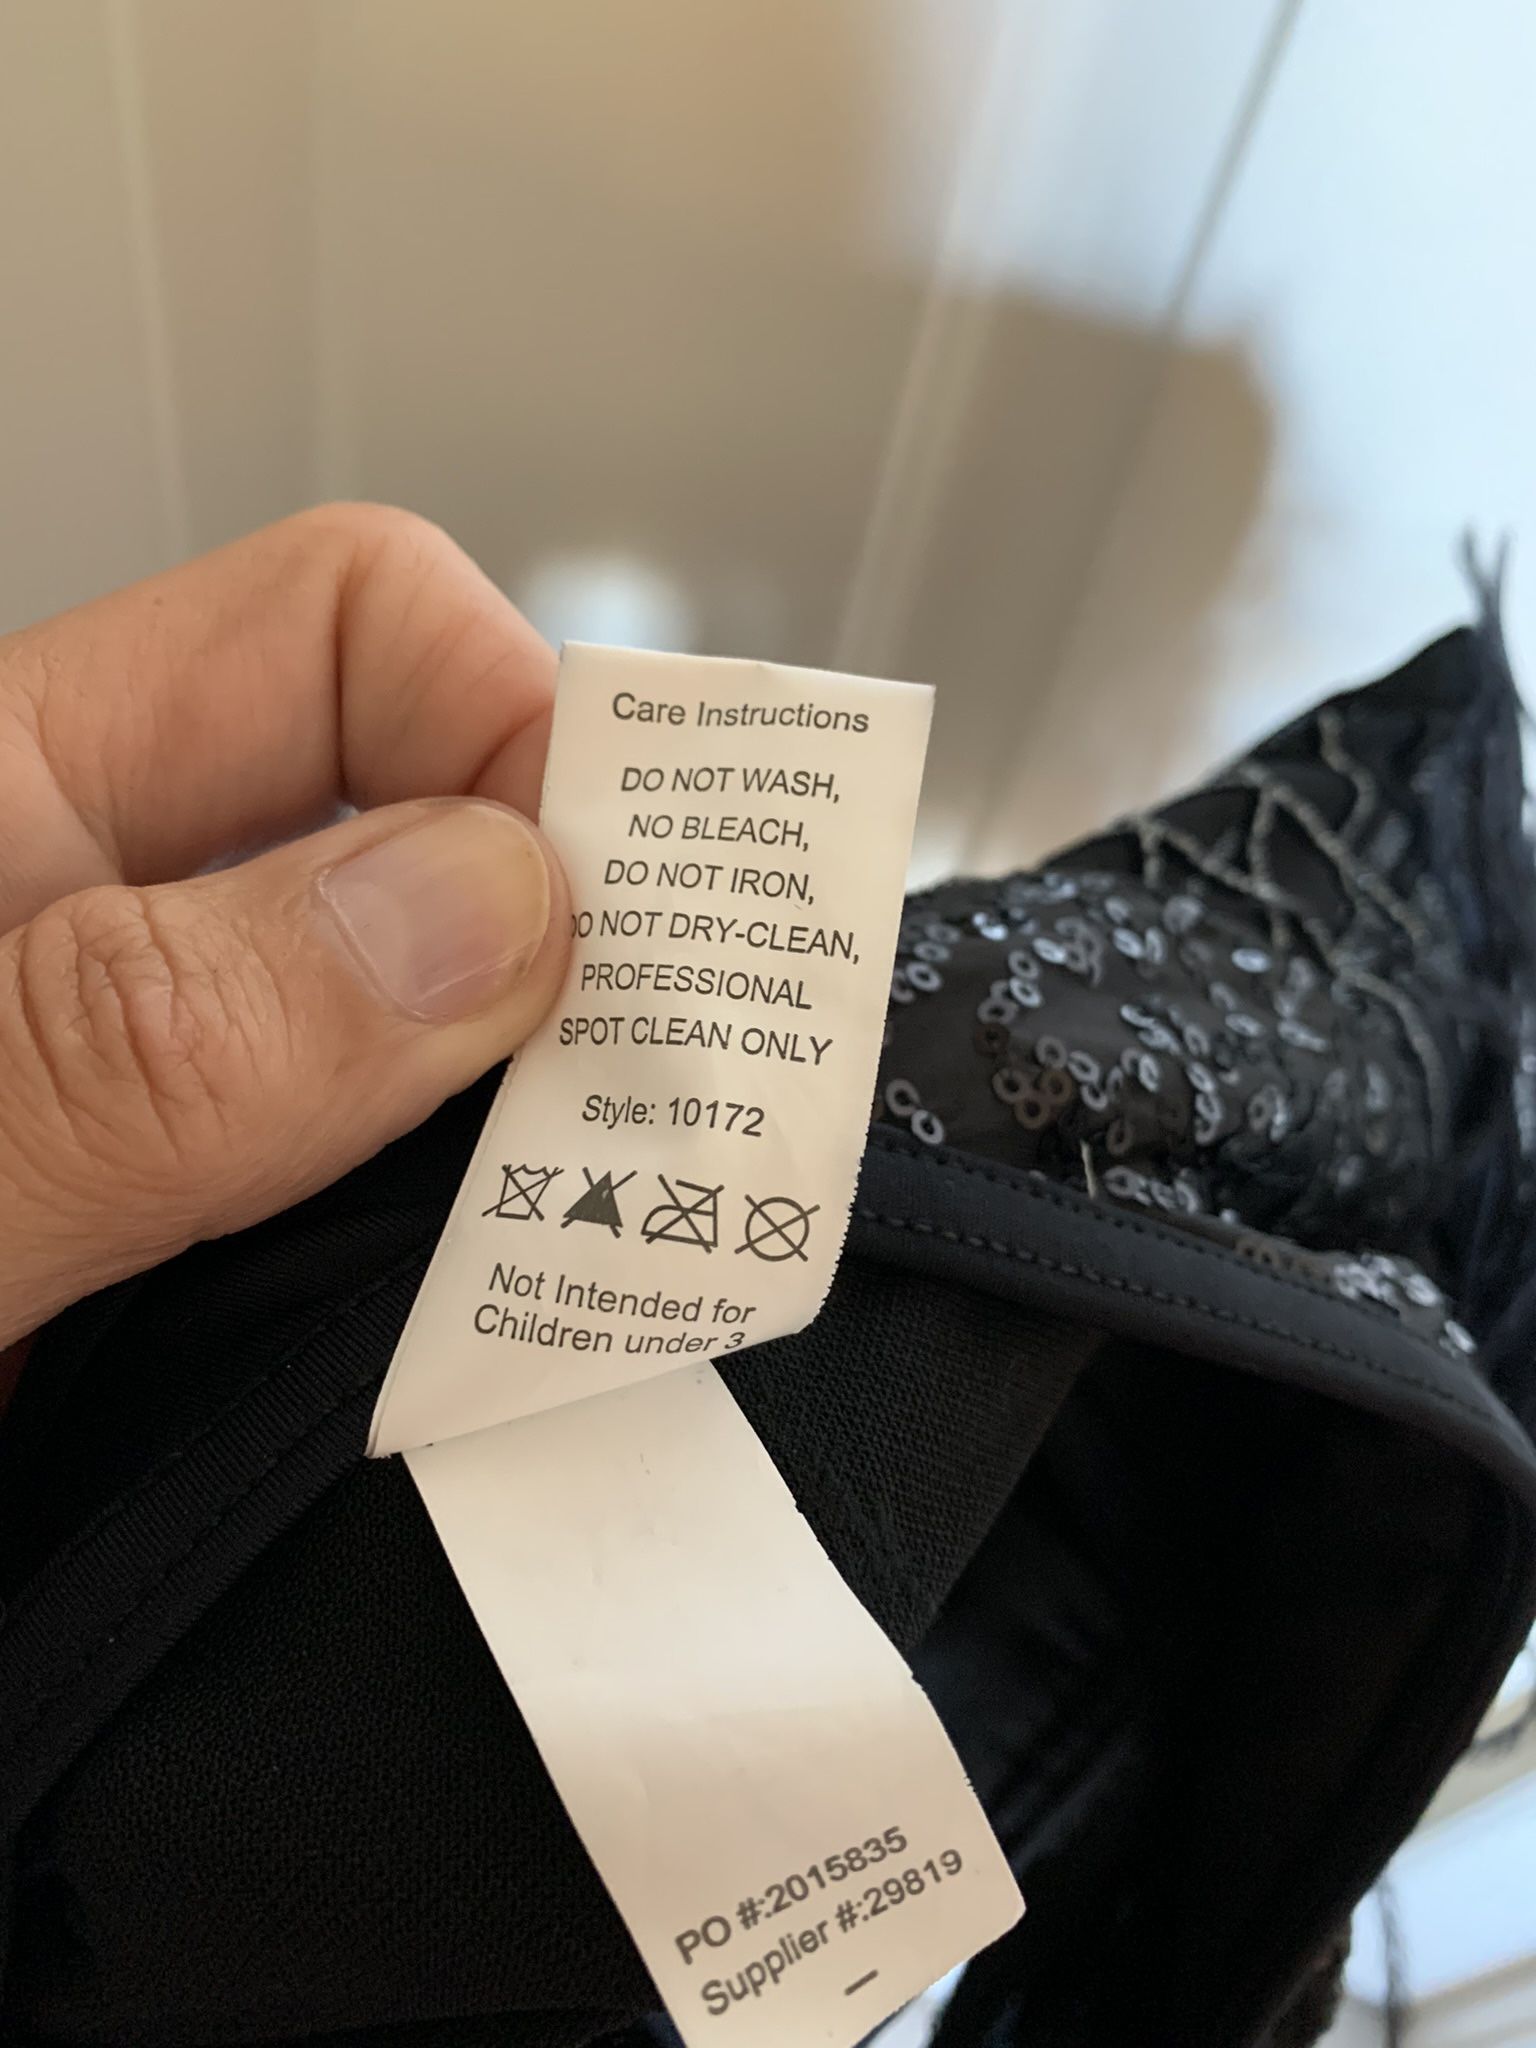 Care Instructions
DO NOT WASH,
NO BLEACH,
DO NOT IRON,
DO NOT DRY-CLEAN,
PROFESSIONAL
SPOT CLEAN ONLY
Style: 10172
Not Intended for
Children under 3
PO #:2015835
Supplier #:29819